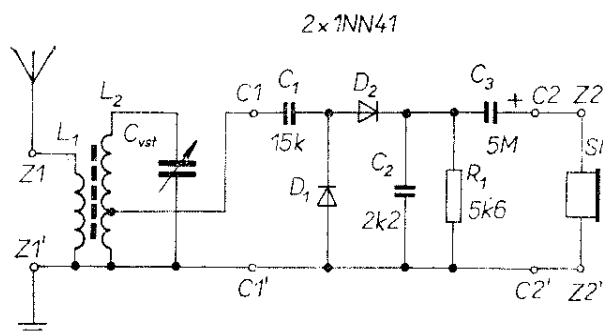 2×1NN41
L₁
L₂
C_vst
C1
C₁
15k
D₂
D₁
C₂
2k2
R₁
5k6
C₃
+
5M
C2
Z2
Sl
Z1
Z1'
C1'
C2'
Z2'